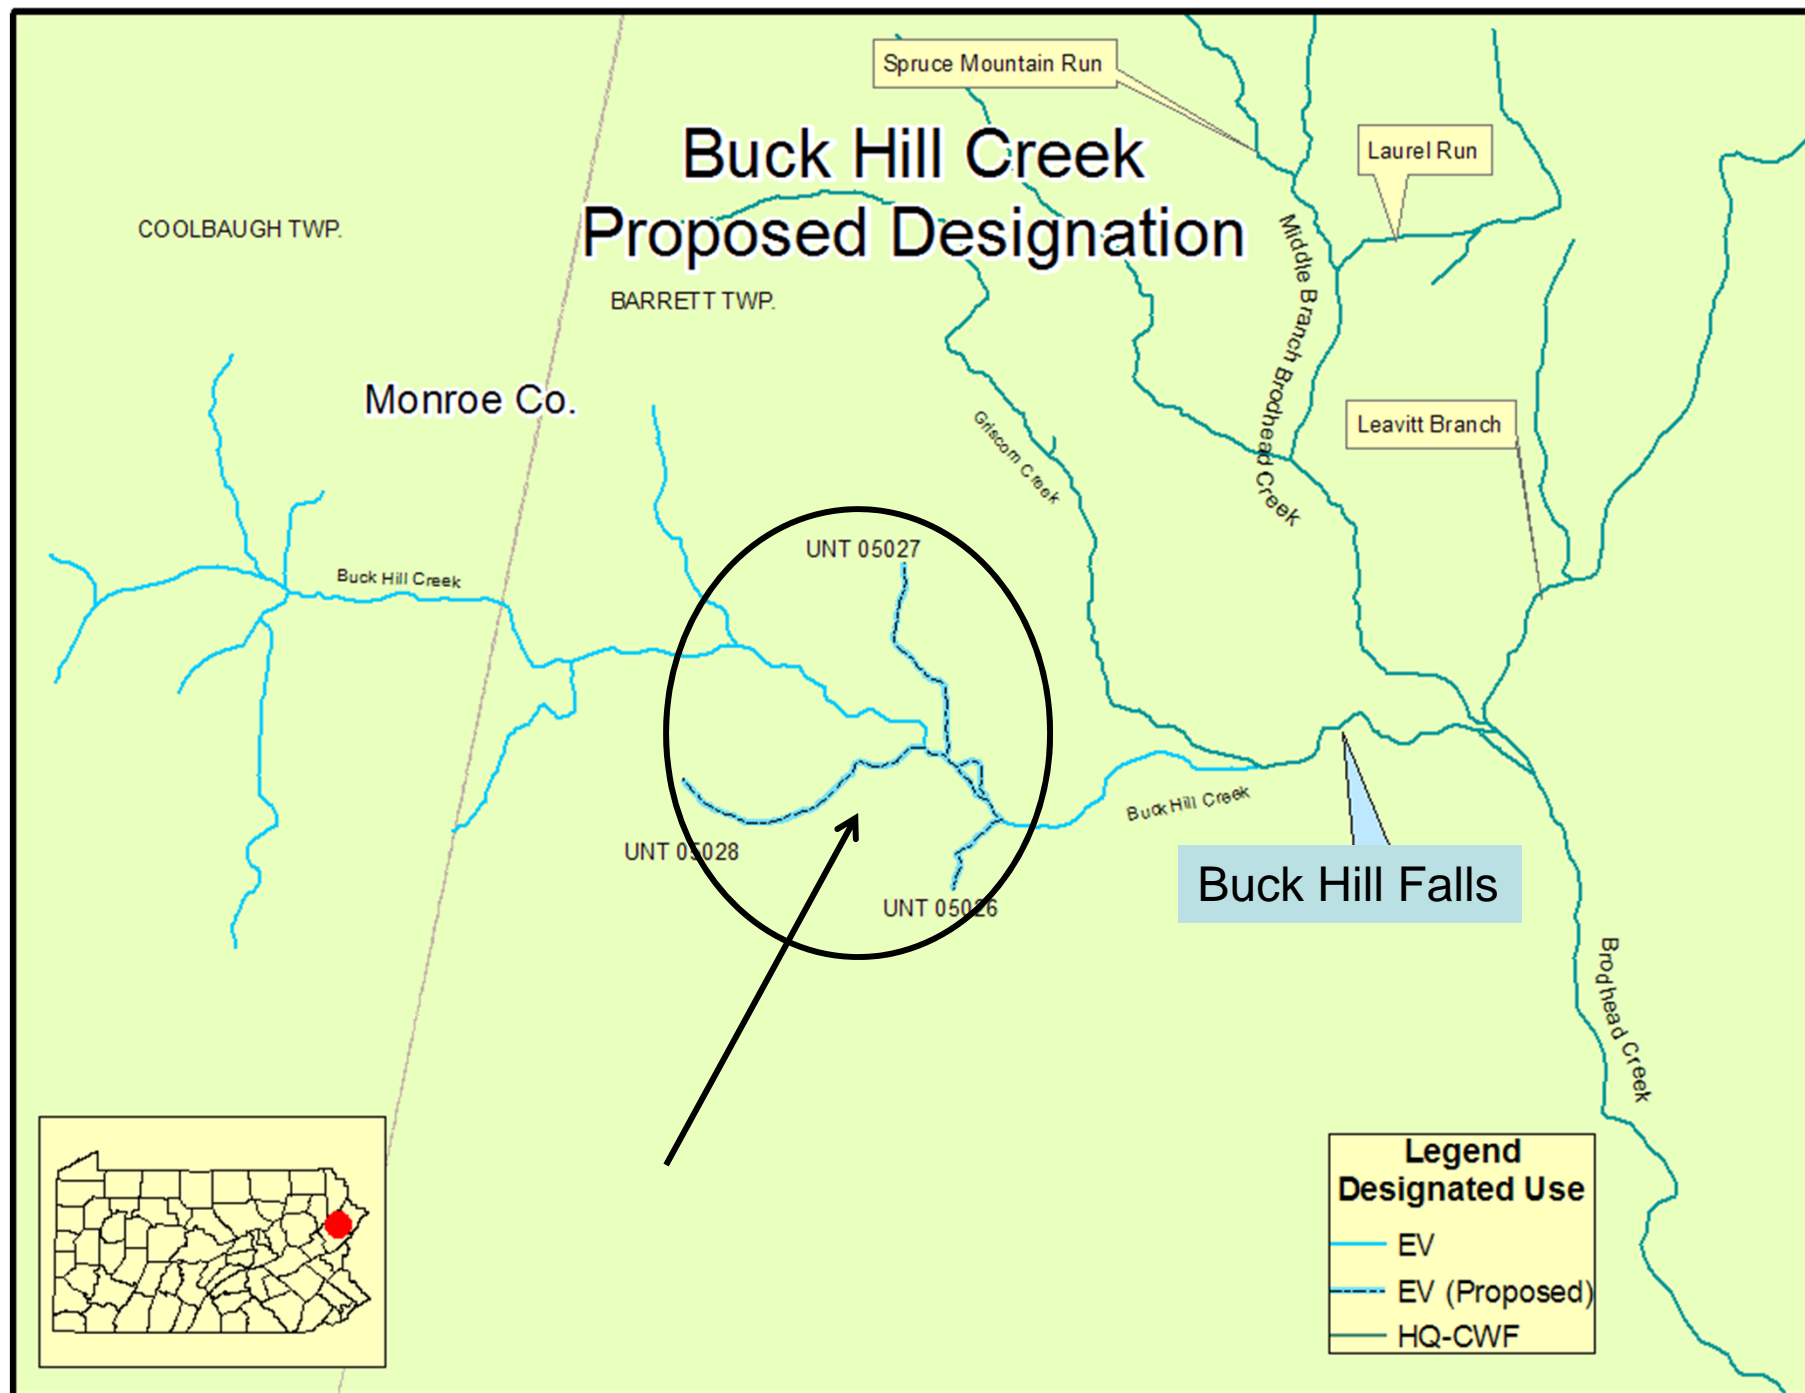 Spruce Mountain Run
Buck Hill Creek
Proposed Designation
Laurel Run
COOLBAUGH TWP.
BARRETT TWP.
Middle Branch Brodhead Creek
Monroe Co.
Griscom Creek
Leavitt Branch
UNT 05027
Buck Hill Creek
Buck Hill Creek
UNT 05028
Buck Hill Falls
UNT 05026
Brodhead Creek
Legend
Designated Use
EV
EV (Proposed)
HQ-CWF